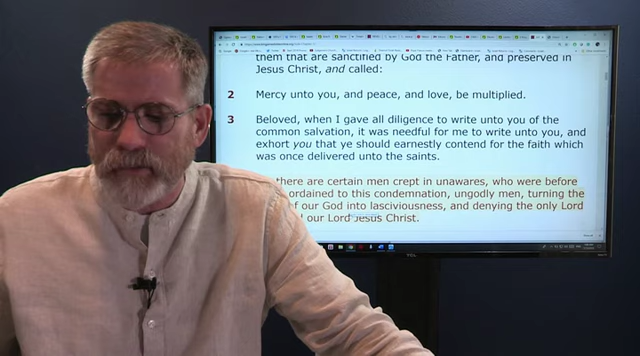 them that are sanctified by God the Father, and preserved in
Jesus Christ, and called:
2 Mercy unto you, and peace, and love, be multiplied.
3 Beloved, when I gave all diligence to write unto you of the
common salvation, it was needful for me to write unto you, and
exhort you that ye should earnestly contend for the faith which
was once delivered unto the saints.
there are certain men crept in unawares, who were before
ordained to this condemnation, ungodly men, turning the
of our God into lasciviousness, and denying the only Lord
our Lord Jesus Christ.
TCL